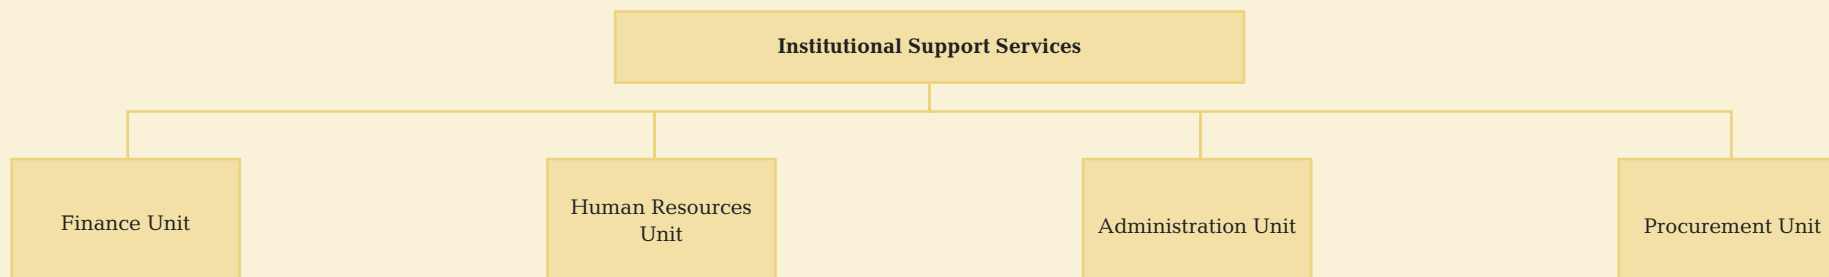 Institutional Support Services
Finance Unit
Human Resources
Unit
Administration Unit
Procurement Unit